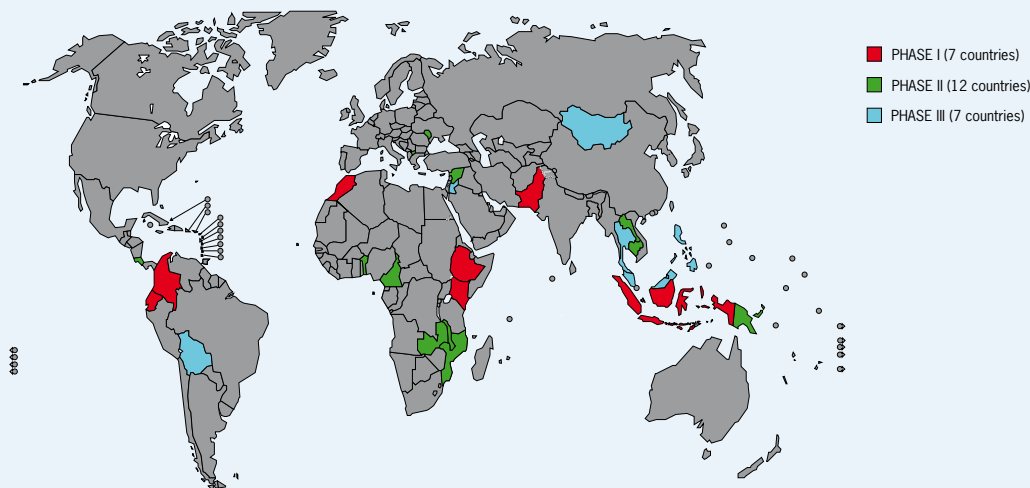 PHASE I (7 countries)
PHASE II (12 countries)
PHASE III (7 countries)